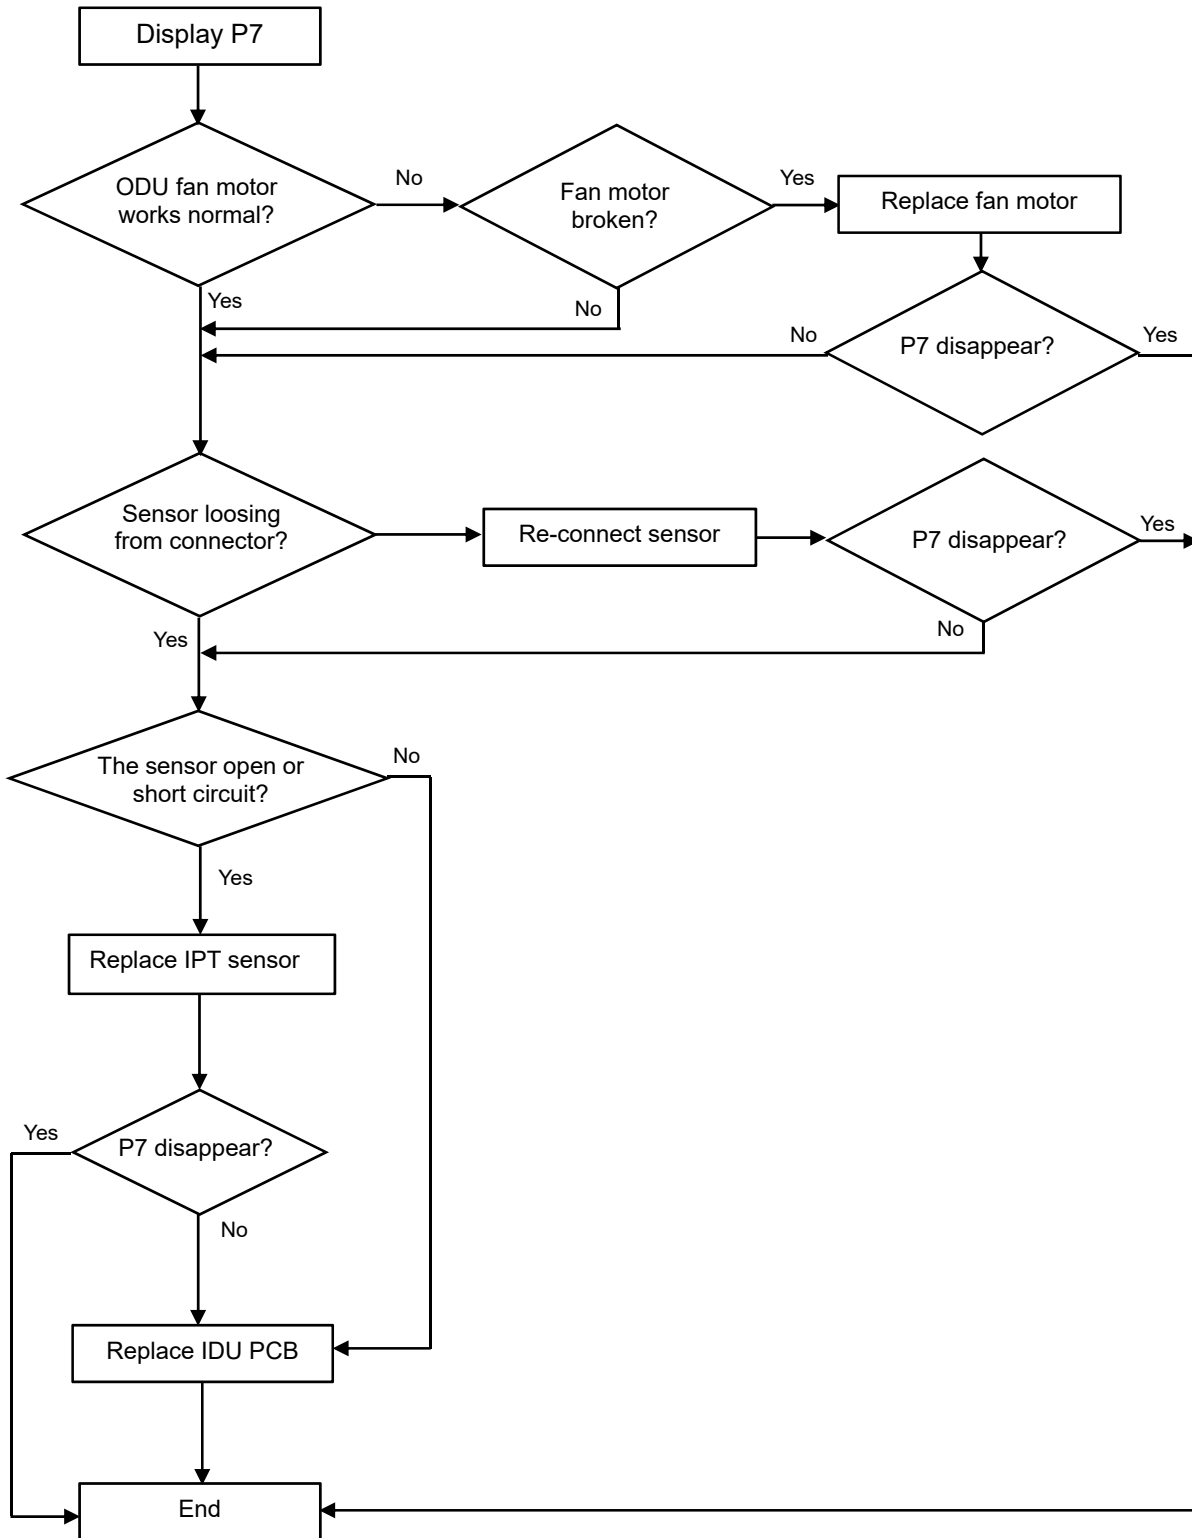 Display P7
ODU fan motor
works normal?
No
Fan motor
broken?
Yes
Replace fan motor
Yes
No
No
P7 disappear?
Yes
Sensor loosing
from connector?
Re-connect sensor
P7 disappear?
Yes
Yes
No
The sensor open or
short circuit?
No
Yes
Replace IPT sensor
Yes
P7 disappear?
No
Replace IDU PCB
End